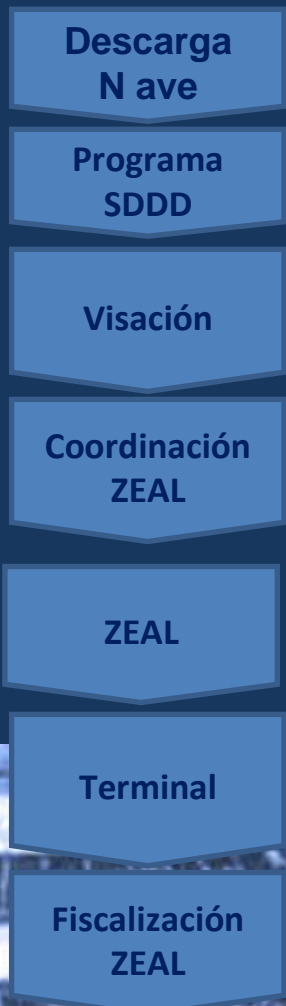 Descarga
N ave
Programa
SDDD
Visación
Coordinación
ZEAL
ZEAL
Terminal
Fiscalización
ZEAL